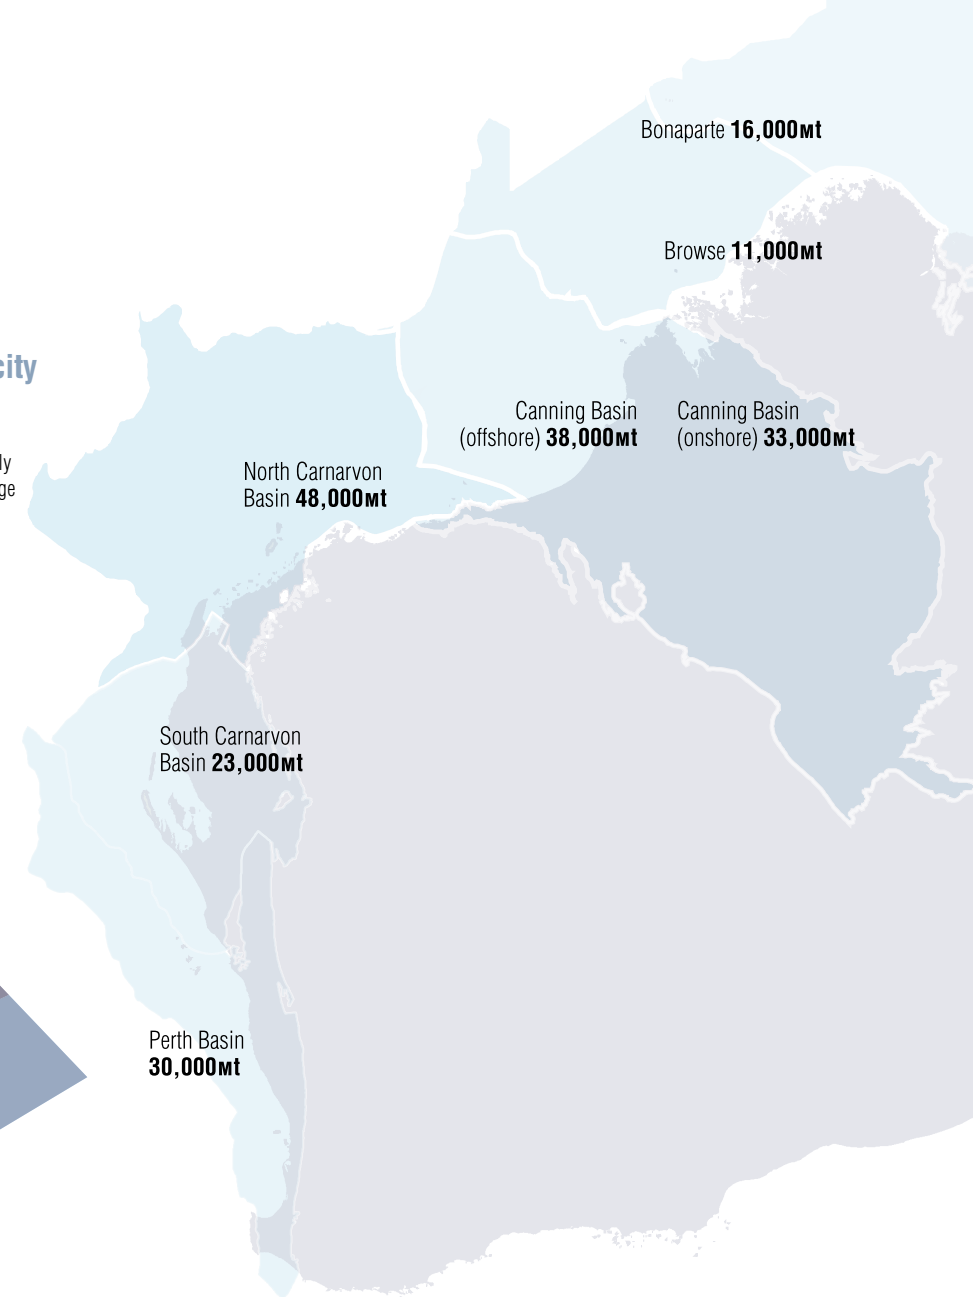 Bonaparte 16,000мt
Browse 11,000мt
Canning Basin
(offshore) 38,000мt
Canning Basin
(onshore) 33,000мt
North Carnarvon
Basin 48,000мt
South Carnarvon
Basin 23,000мt
Perth Basin
30,000мt